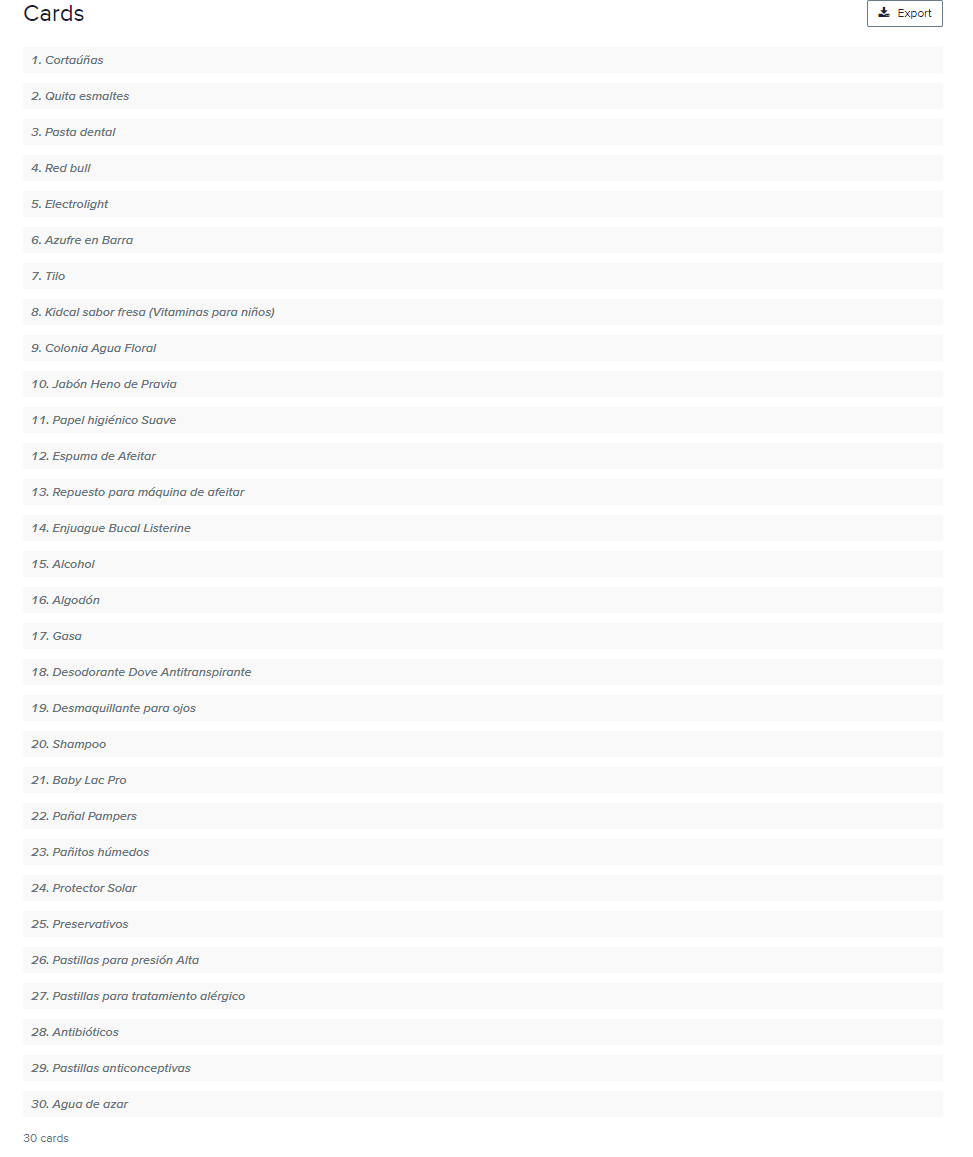 Cards
Export
1. Cortaúñas
2. Quita esmaltes
3. Pasta dental
4. Red bull
5. Electrolight
6. Azufre en Barra
7. Tilo
8. Kidcal sabor fresa (Vitaminas para niños)
9. Colonia Agua Floral
10. Jabón Heno de Pravia
11. Papel higiénico Suave
12. Espuma de Afeitar
13. Repuesto para máquina de afeitar
14. Enjuague Bucal Listerine
15. Alcohol
16. Algodón
17. Gasa
18. Desodorante Dove Antitranspirante
19. Desmaquillante para ojos
20. Shampoo
21. Baby Lac Pro
22. Pañal Pampers
23. Pañitos húmedos
24. Protector Solar
25. Preservativos
26. Pastillas para presión Alta
27. Pastillas para tratamiento alérgico
28. Antibióticos
29. Pastillas anticonceptivas
30. Agua de azar
30 cards